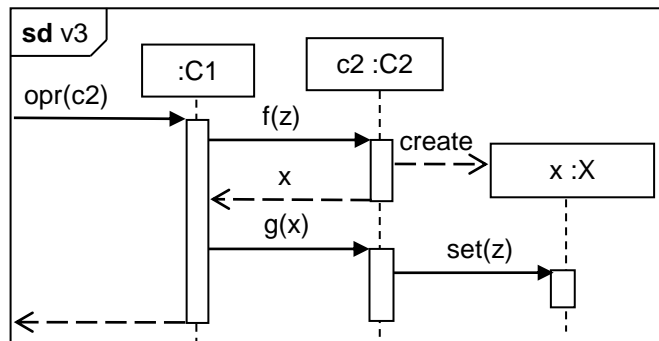 sd v3
:C1
c2 :C2
opr(c2)
f(z)
create
x :X
x
g(x)
set(z)